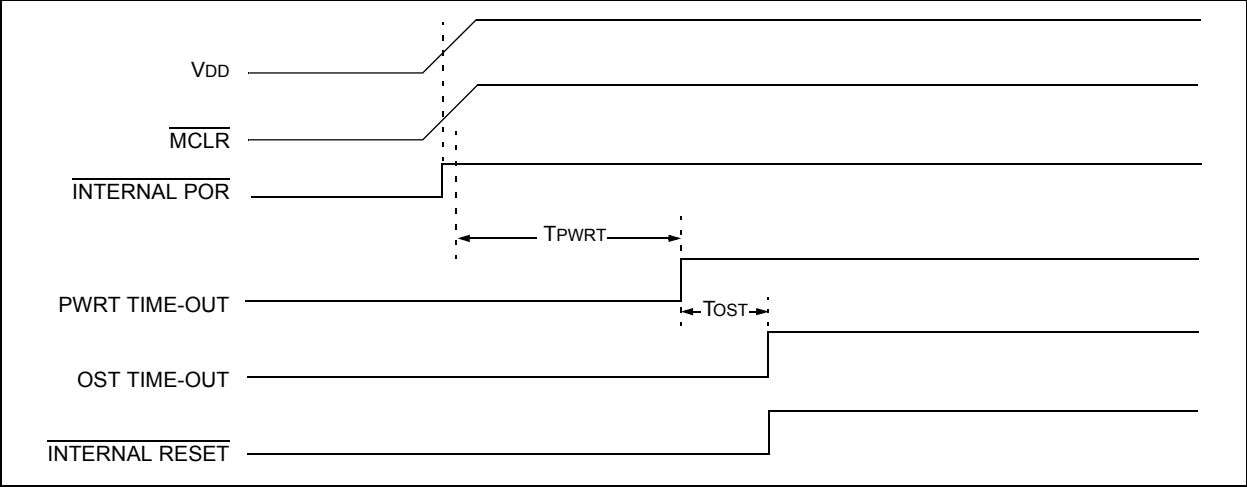 VDD
MCLR
INTERNAL POR
TPWRT
PWRT TIME-OUT
TOST
OST TIME-OUT
INTERNAL RESET